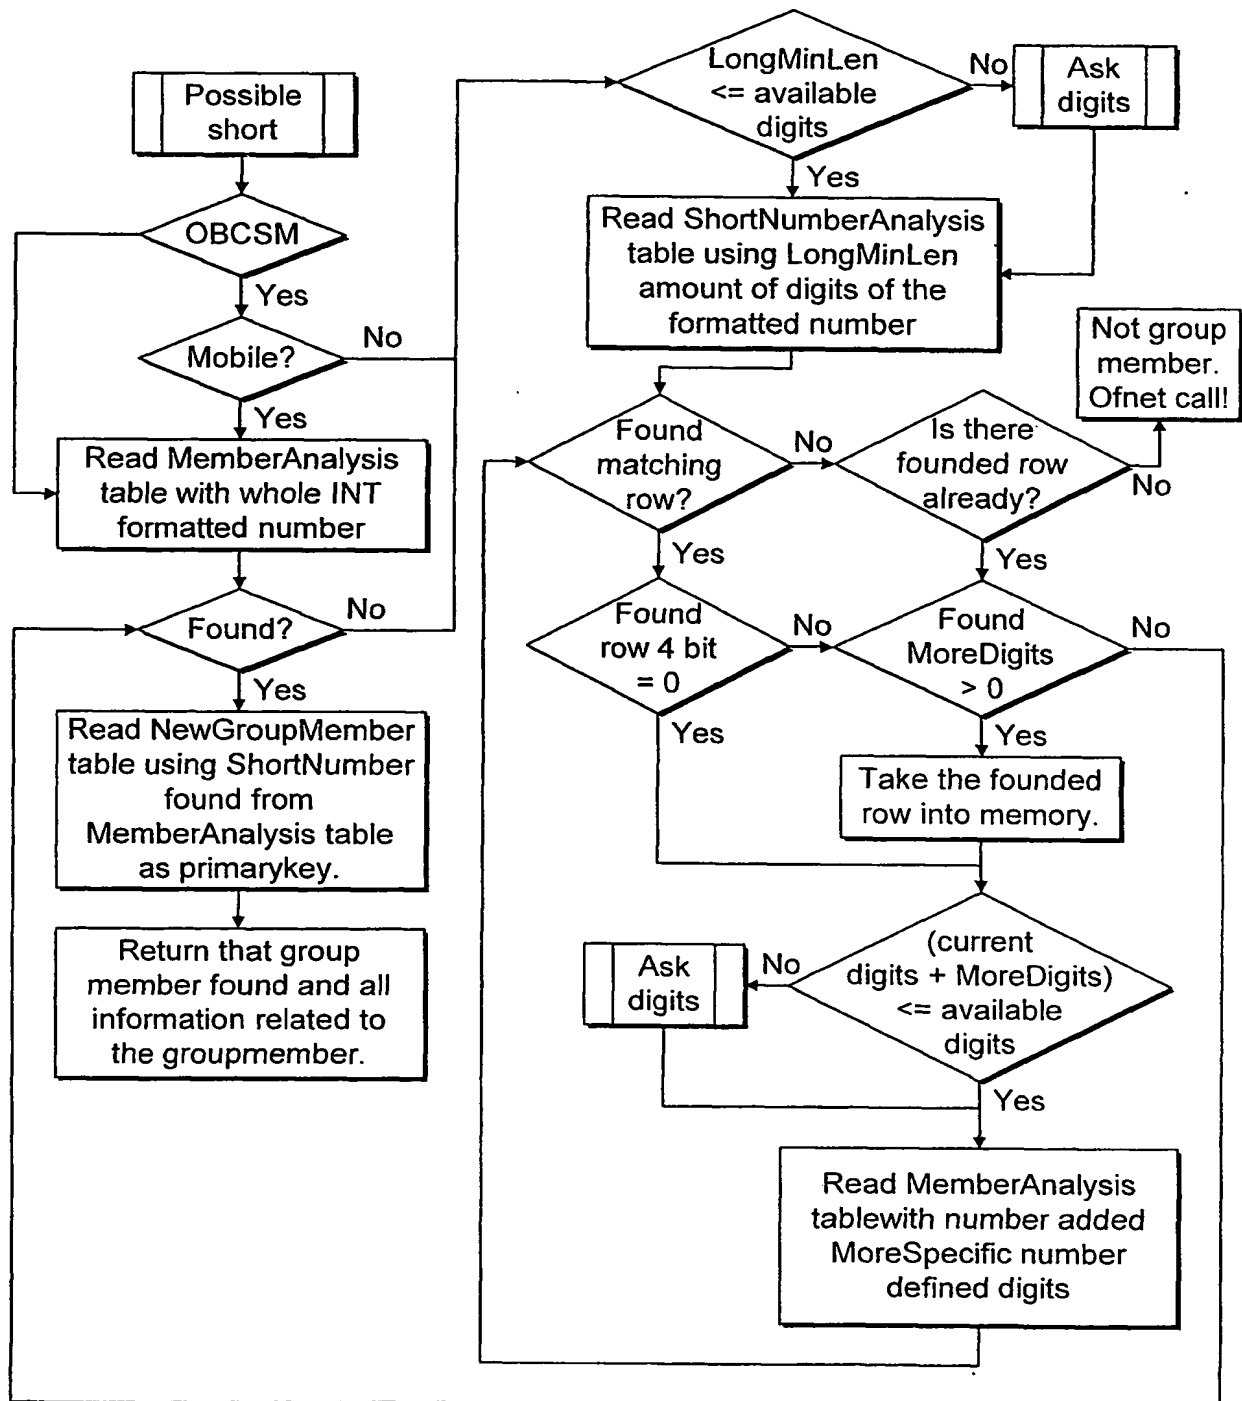 Possible
short
OBCSM
Yes
Mobile?
No
Yes
Read MemberAnalysis
table with whole INT
formatted number
Found?
No
Yes
Read NewGroupMember
table using ShortNumber
found from
MemberAnalysis table
as primarykey.
Return that group
member found and all
information related to
the groupmember.
LongMinLen
<= available
digits
No
Ask
digits
Yes
Read ShortNumberAnalysis
table using LongMinLen
amount of digits of the
formatted number
Not group
member.
Ofnet call!
Found
matching
row?
No
Is there
founded row
already?
No
Yes
Yes
Found
row 4 bit
= 0
No
Found
MoreDigits
> 0
No
Yes
Yes
Take the founded
row into memory.
(current
digits + MoreDigits)
<= available
digits
No
Ask
digits
Yes
Read MemberAnalysis
tablewith number added
MoreSpecific number
defined digits